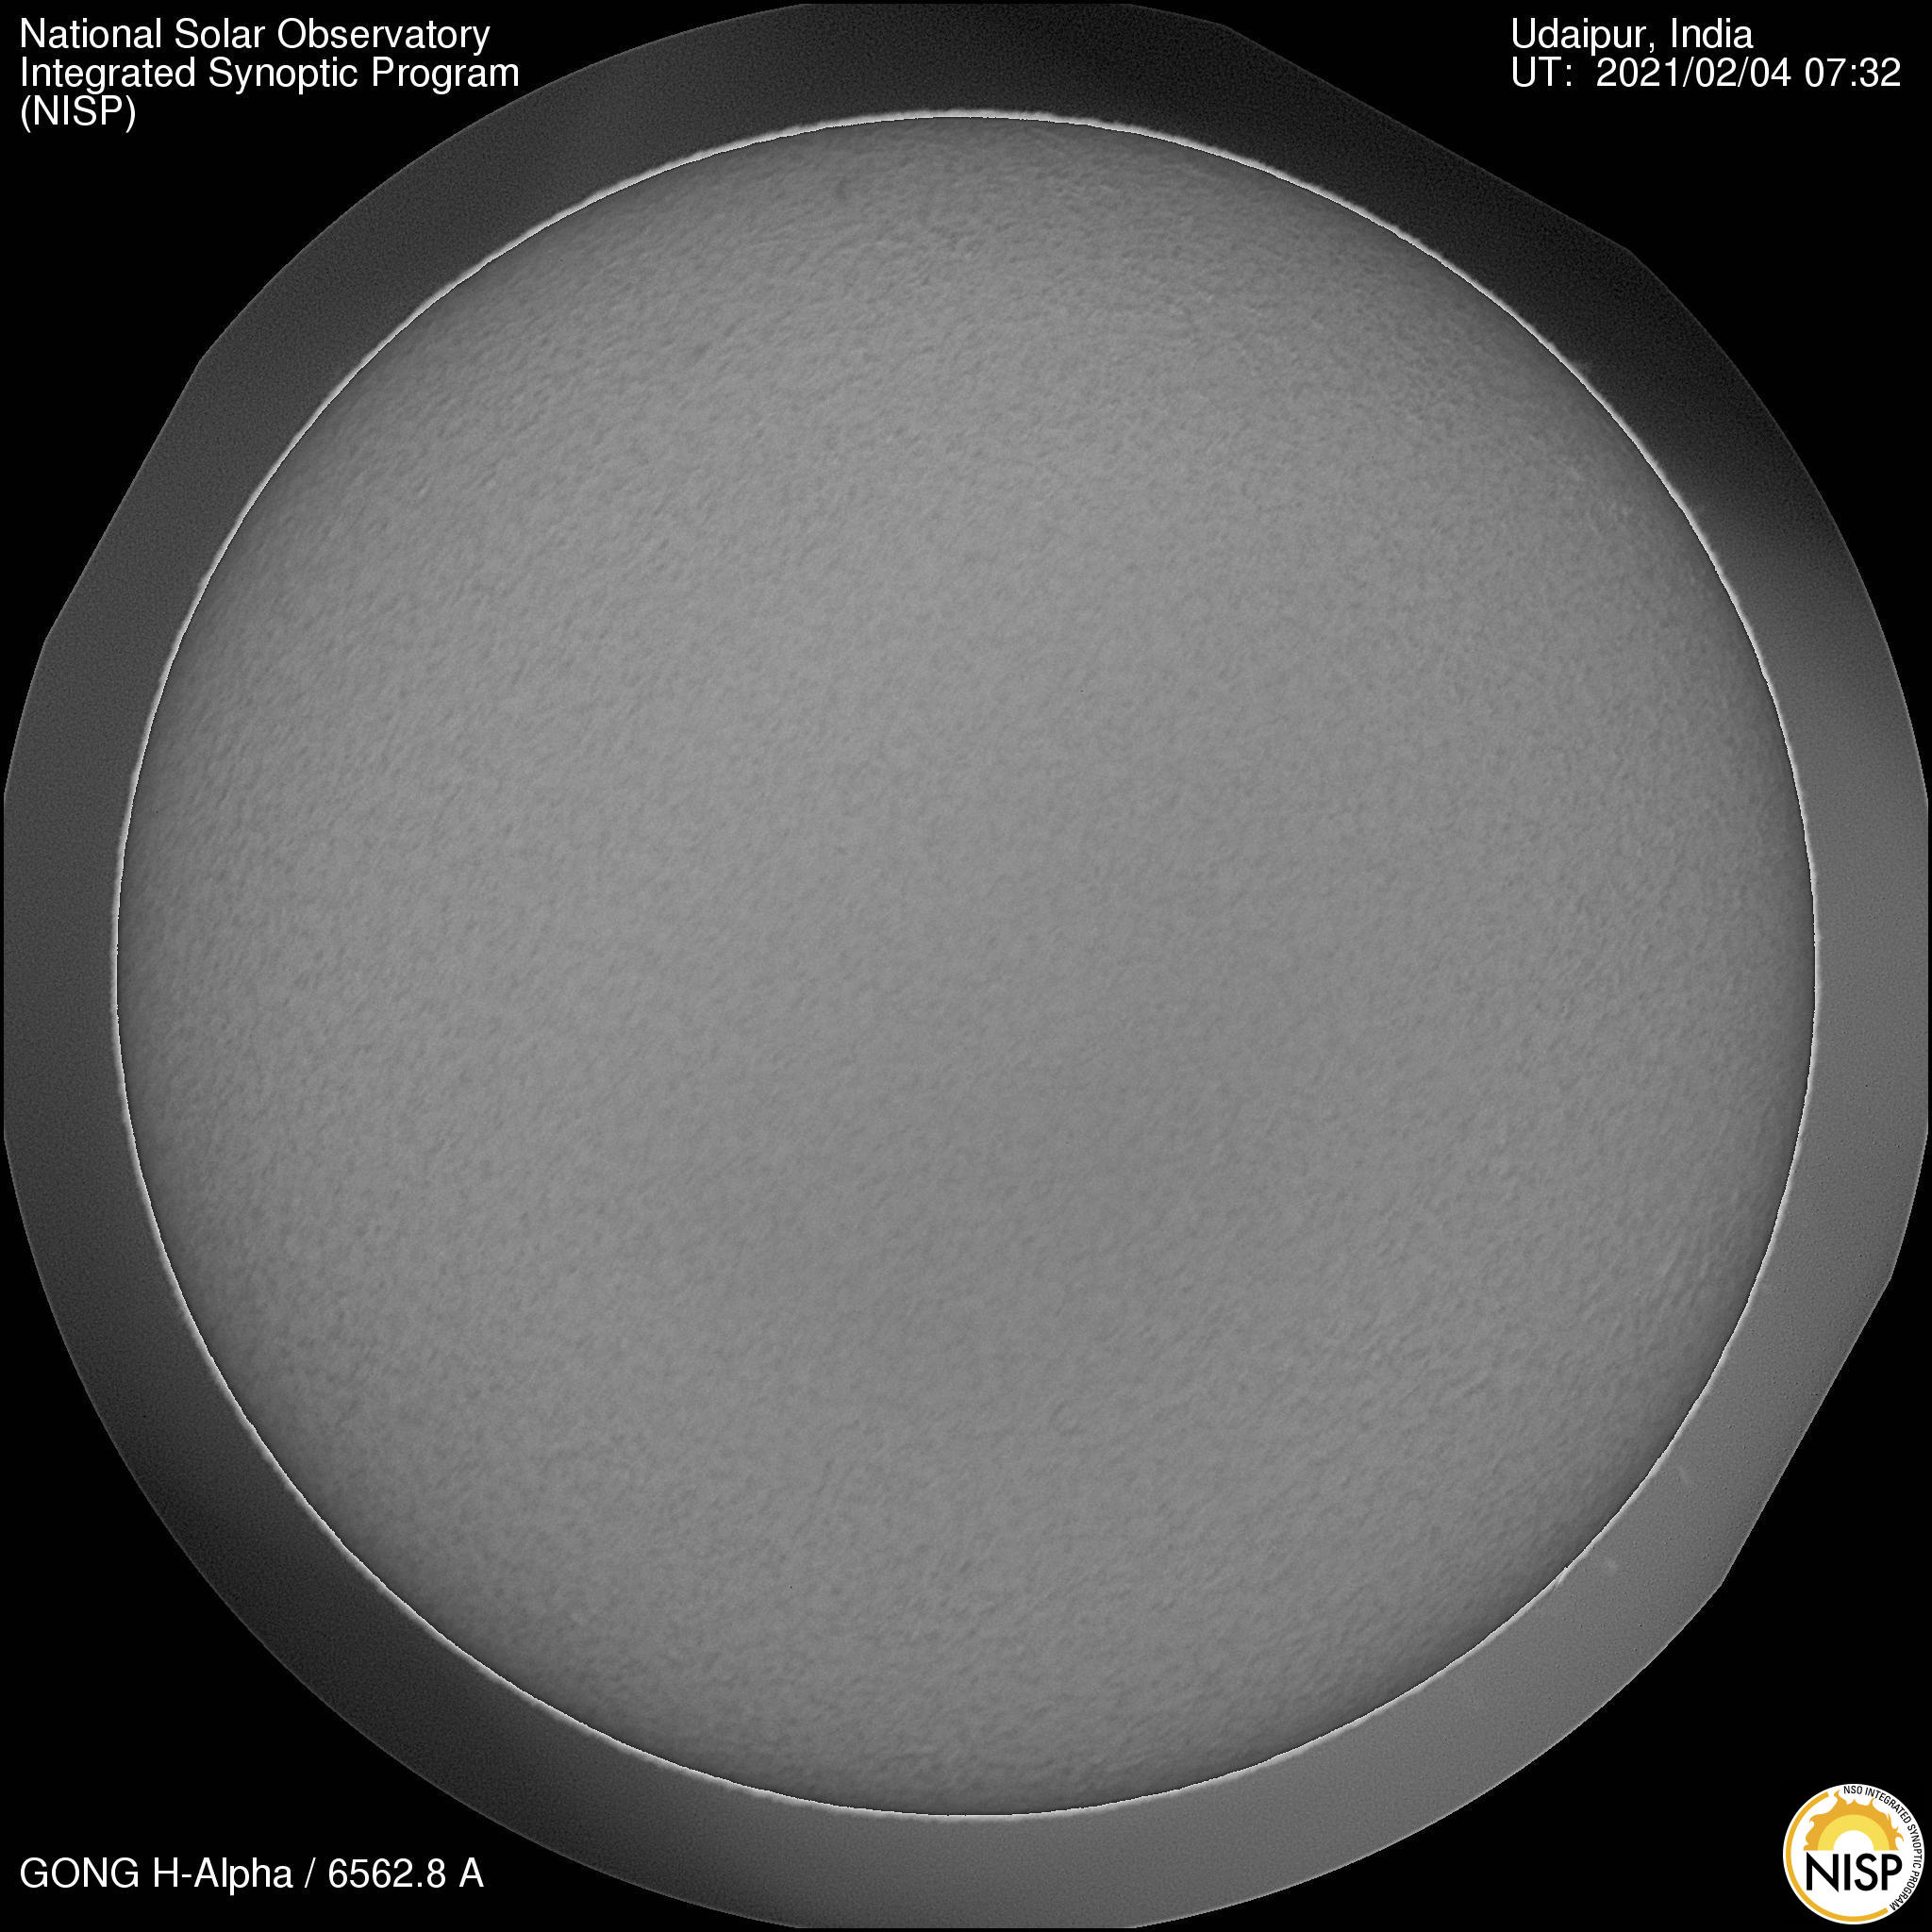 National Solar Observatory
Integrated Synoptic Program
(NISP)
Udaipur, India
UT: 2021/02/04 07:32
GONG H-Alpha / 6562.8 A
NSO INTEGRATED SYNOPTIC PROGRAM
NISP